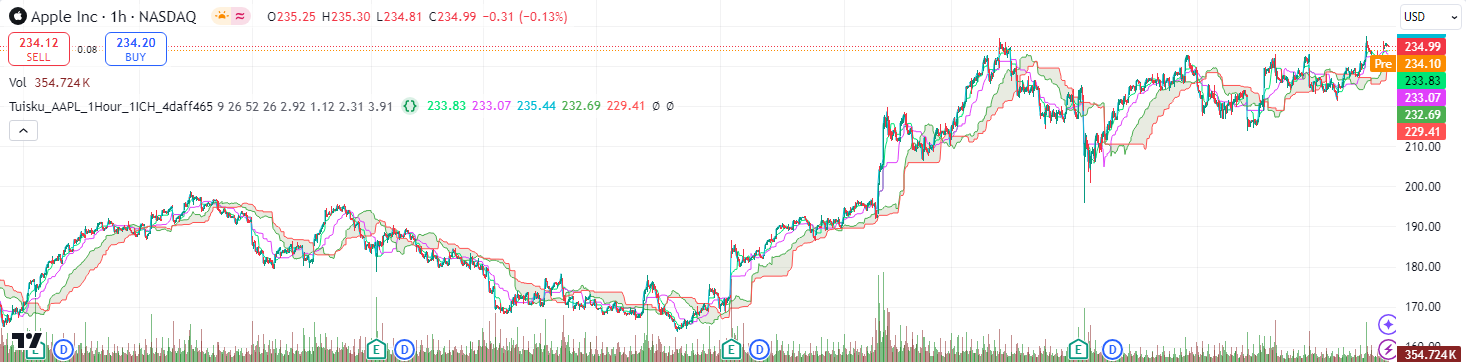 Apple Inc · 1h · NASDAQ O235.25 H235.30 L234.81 C234.99 −0.31 (−0.13%)
USD
234.12
SELL
0.08
234.20
BUY
Vol 354.724K
Tuisku_AAPL_1Hour_1ICH_4daff465 9 26 52 26 2.92 1.12 2.31 3.91 {} 233.83 233.07 235.44 232.69 229.41 Ø Ø
234.99
Pre 234.10
233.83
233.07
232.69
229.41
210.00
200.00
190.00
180.00
170.00
354.724K
E D E D E D E D